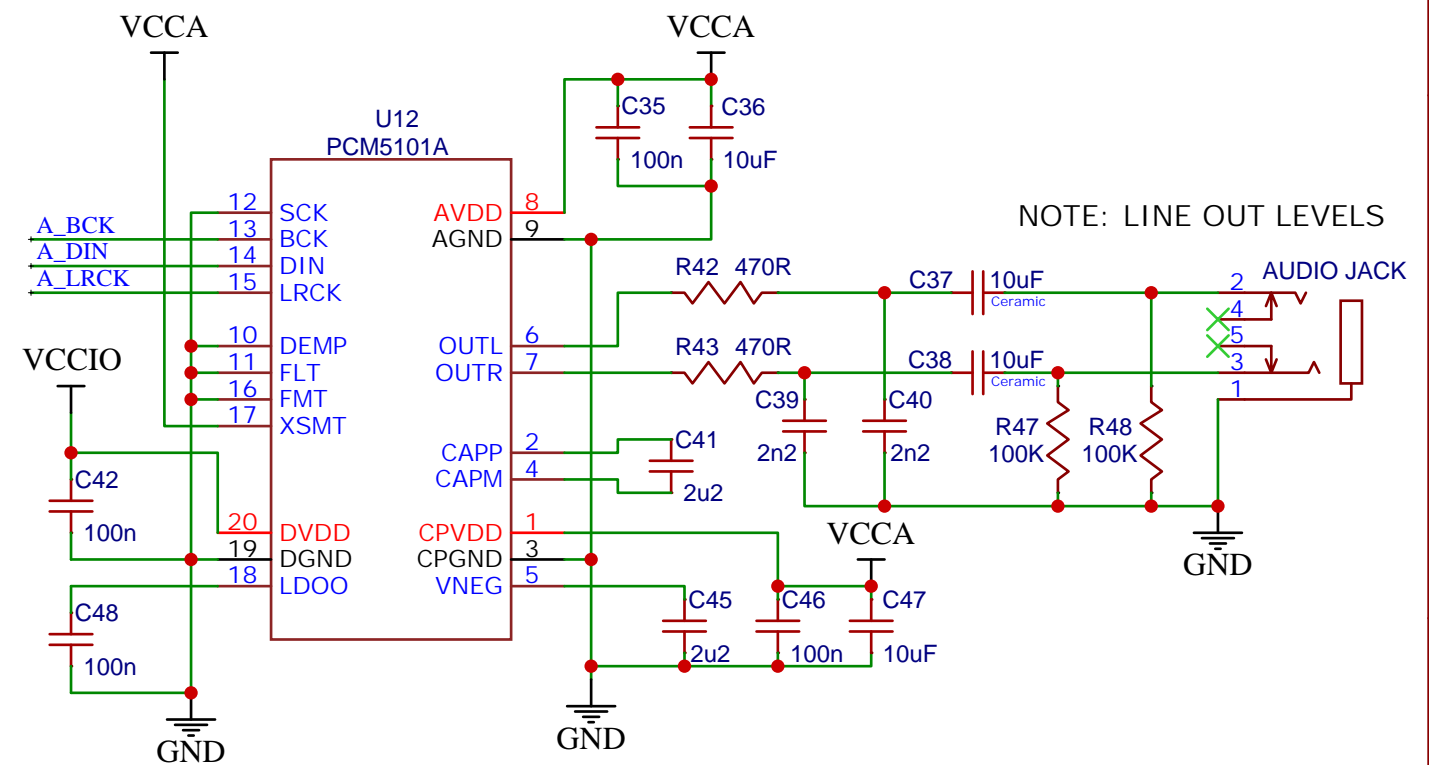 VCCA
VCCA
U12
PCM5101A
C35
100n
C36
10uF
12 SCK
13 BCK
14 DIN
15 LRCK
A_BCK
A_DIN
A_LRCK
10 DEMP
11 FLT
16 FMT
17 XSMT
20 DVDD
19 DGND
18 LDOO
AVDD 8
AGND 9
OUTL 6
OUTR 7
CAPP 2
CAPM 4
CPVDD 1
CPGND 3
VNEG 5
VCCIO
C42
100n
C48
100n
GND
NOTE: LINE OUT LEVELS
R42 470R
R43 470R
C37 10uF
Ceramic
C38 10uF
Ceramic
AUDIO JACK
2
4
5
3
1
C39
2n2
C40
2n2
R47
100K
R48
100K
C41
2u2
VCCA
GND
C45
2u2
C46
100n
C47
10uF
GND